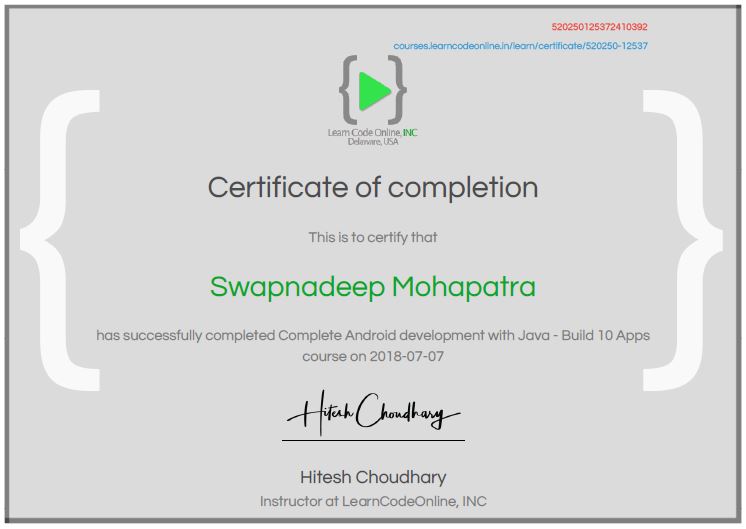 520250125372410392
courses.learncodeonline.in/learn/certificate/520250-12537
Learn Code Online, INC
Delaware, USA
Certificate of completion
This is to certify that
Swapnadeep Mohapatra
has successfully completed Complete Android development with Java - Build 10 Apps
course on 2018-07-07
Hitesh Choudhary
Hitesh Choudhary
Instructor at LearnCodeOnline, INC